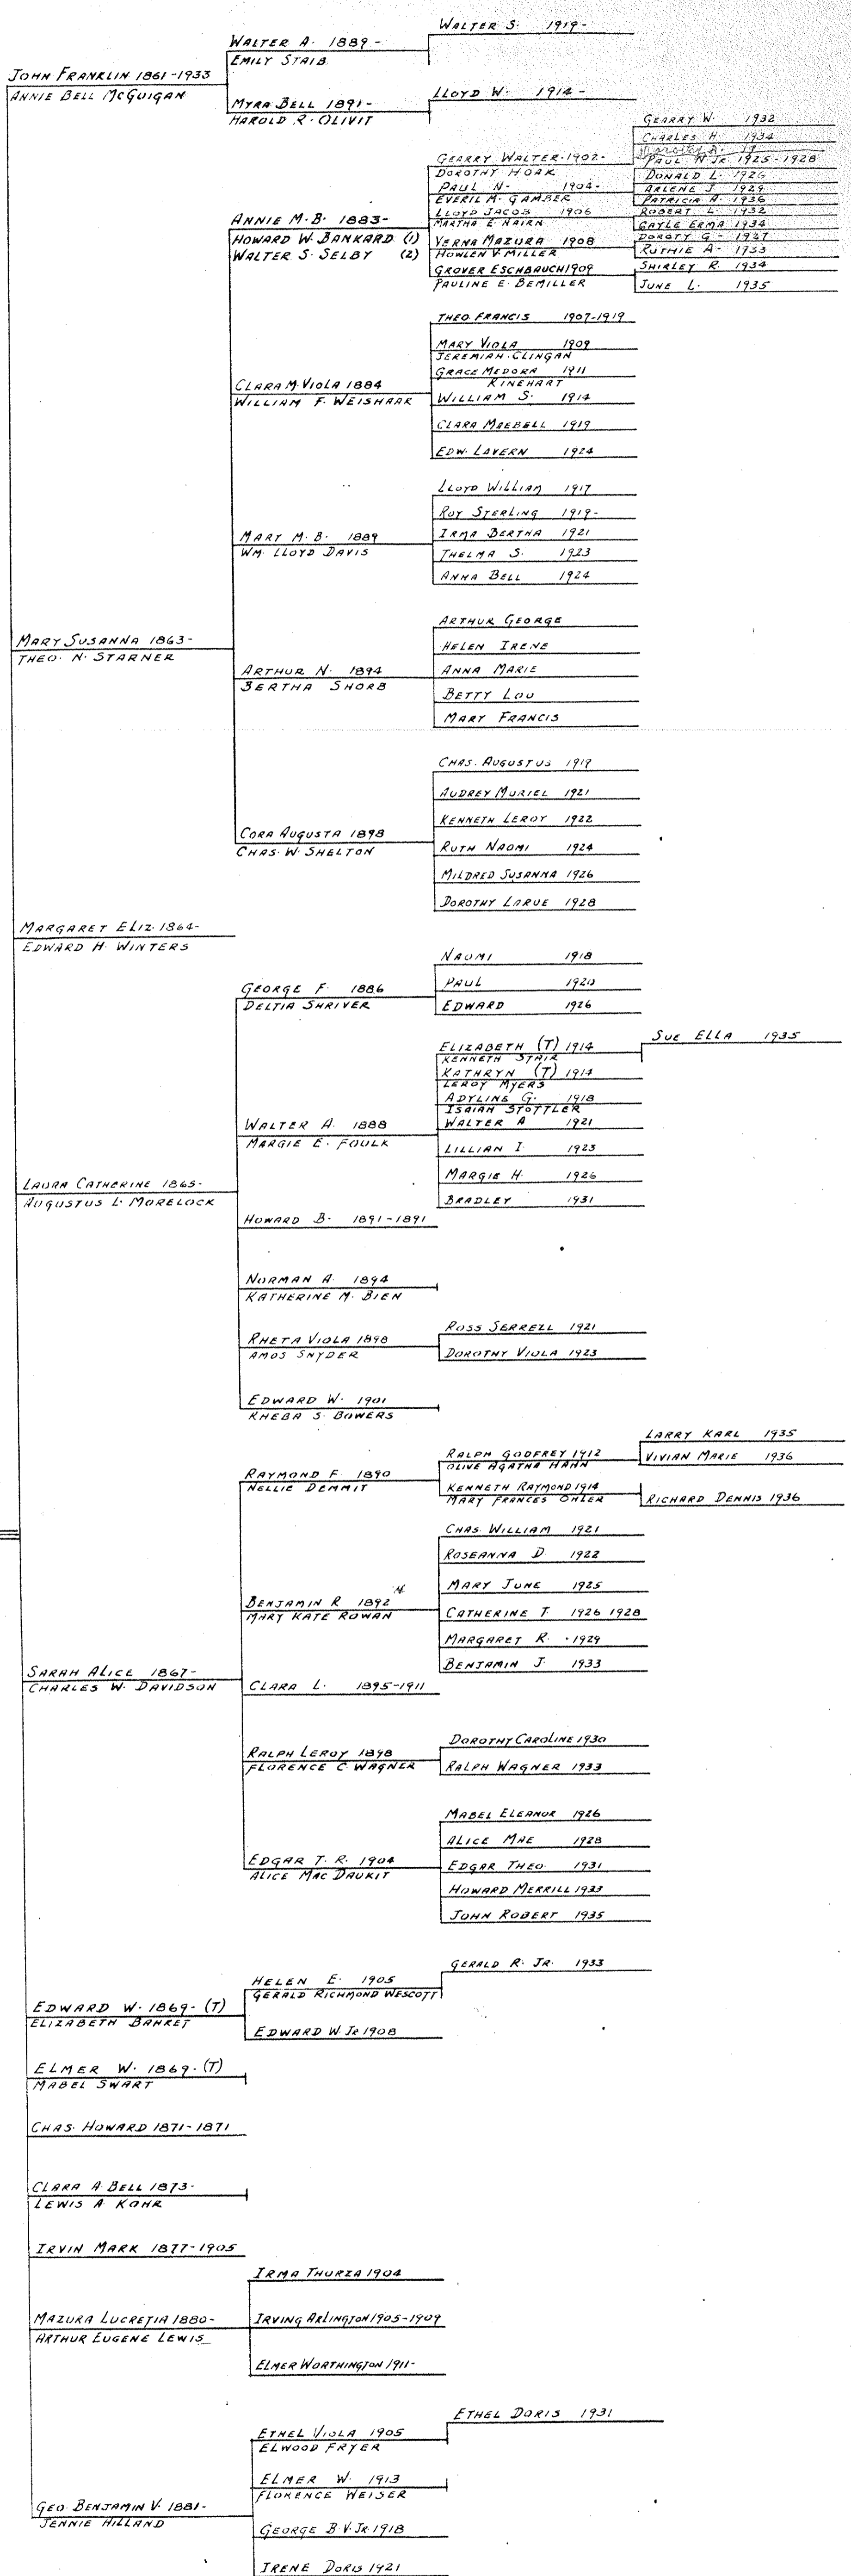 JOHN FRANKLIN 1861-1933
ANNIE BELL MCGUIGAN
WALTER A. 1889-
EMILY STAIB
WALTER S. 1919-
MYRA BELL 1891-
HAROLD R. OLIVIT
LLOYD W. 1914-
MARY SUSANNA 1863-
THEO. N. STARNER
ANNIE M.B. 1883-
HOWARD W. BANKARD (1)
WALTER S. SELBY (2)
GEARRY WALTER 1902-
DOROTHY HOAK
GEARRY W. 1932
CHARLES H. 1934
PAUL N- 1904-
EVERIL M. GAMBER
PAUL N JR. 1925-1928
DONALD L. 1926
ARLENE J. 1929
PATRICIA A. 1936
LLOYD JACOB 1906
MARTHA E. NAIRN
ROBERT L. 1932
GAYLE ERMA 1934
VERNA MAZURA 1908
HOWLEN V. MILLER
DOROTY G- 1927
RUTHIE A- 1933
GROVER ESCHBAUCH 1909
PAULINE E. BEMILLER
SHIRLEY R. 1934
JUNE L. 1935
CLARA M. VIOLA 1884
WILLIAM F. WEISHAAR
THEO. FRANCIS 1907-1919
MARY VIOLA 1909
JEREMIAH CLINGAN
GRACE MEDORA 1911
RINEHART
WILLIAM S. 1914
CLARA MAEBELL 1919
EDW. LAVERN 1924
MARY M.B. 1889
WM. LLOYD DAVIS
LLOYD WILLIAM 1917
ROY STERLING 1919-
IRMA BERTHA 1921
THELMA S. 1923
ANNA BELL 1924
ARTHUR N. 1894
BERTHA SHORB
ARTHUR GEORGE
HELEN IRENE
ANNA MARIE
BETTY LOU
MARY FRANCIS
CORA AUGUSTA 1898
CHAS. W. SHELTON
CHAS. AUGUSTUS 1919
AUDREY MURIEL 1921
KENNETH LEROY 1922
RUTH NAOMI 1924
MILDRED SUSANNA 1926
DOROTHY LARUE 1928
MARGARET ELIZ. 1864-
EDWARD H. WINTERS
LAURA CATHERINE 1865-
AUGUSTUS L. MORELOCK
GEORGE F. 1886
DELTIA SHRIVER
NAOMI 1918
PAUL 1920
EDWARD 1926
WALTER A. 1888
MARGIE E. FOULK
ELIZABETH (T) 1914
KENNETH STAIR
SUE ELLA 1935
KATHRYN (T) 1914
LEROY MYERS
ADYLINE G. 1918
ISAIAH STOTTLER
WALTER A 1921
LILLIAN I. 1923
MARGIE H. 1926
BRADLEY 1931
HOWARD B. 1891-1891
NORMAN A. 1894
KATHERINE M. BIEN
RHETA VIOLA 1898
AMOS SNYDER
ROSS SERRELL 1921
DOROTHY VIOLA 1923
EDWARD W. 1901
RHEBA S. BOWERS
SARAH ALICE 1867-
CHARLES W. DAVIDSON
RAYMOND F 1890
NELLIE DEMMIT
RALPH GODFREY 1912
OLIVE AGATHA HAHN
LARRY KARL 1935
VIVIAN MARIE 1936
KENNETH RAYMOND 1914
MARY FRANCES OHLER
RICHARD DENNIS 1936
BENJAMIN R 1892
MARY KATE ROWAN
CHAS. WILLIAM 1921
ROSEANNA D. 1922
MARY JUNE 1925
CATHERINE T. 1926 1928
MARGARET R. 1929
BENJAMIN J. 1933
CLARA L. 1895-1911
RALPH LEROY 1898
FLORENCE C. WAGNER
DOROTHY CAROLINE 1930
RALPH WAGNER 1933
EDGAR T. R. 1904
ALICE MAC DAUKIT
MABEL ELEANOR 1926
ALICE MAE 1928
EDGAR THEO. 1931
HOWARD MERRILL 1933
JOHN ROBERT 1935
EDWARD W. 1869-(T)
ELIZABETH BANKET
HELEN E. 1905
GERALD RICHMOND WESCOTT
GERALD R. JR. 1933
EDWARD W. JR 1908
ELMER W. 1869-(T)
MABEL SWART
CHAS. HOWARD 1871-1871
CLARA A BELL 1873-
LEWIS A KOHR
IRVIN MARK 1877-1905
MAZURA LUCRETIA 1880-
ARTHUR EUGENE LEWIS
IRMA THURZA 1904
IRVING ARLINGTON 1905-1909
ELMER WORTHINGTON 1911-
GEO. BENJAMIN V. 1881-
JENNIE HILLAND
ETHEL VIOLA 1905
ELWOOD FRYER
ETHEL DORIS 1931
ELMER W. 1913
FLORENCE WEISER
GEORGE B.V. JR 1918
IRENE DORIS 1921